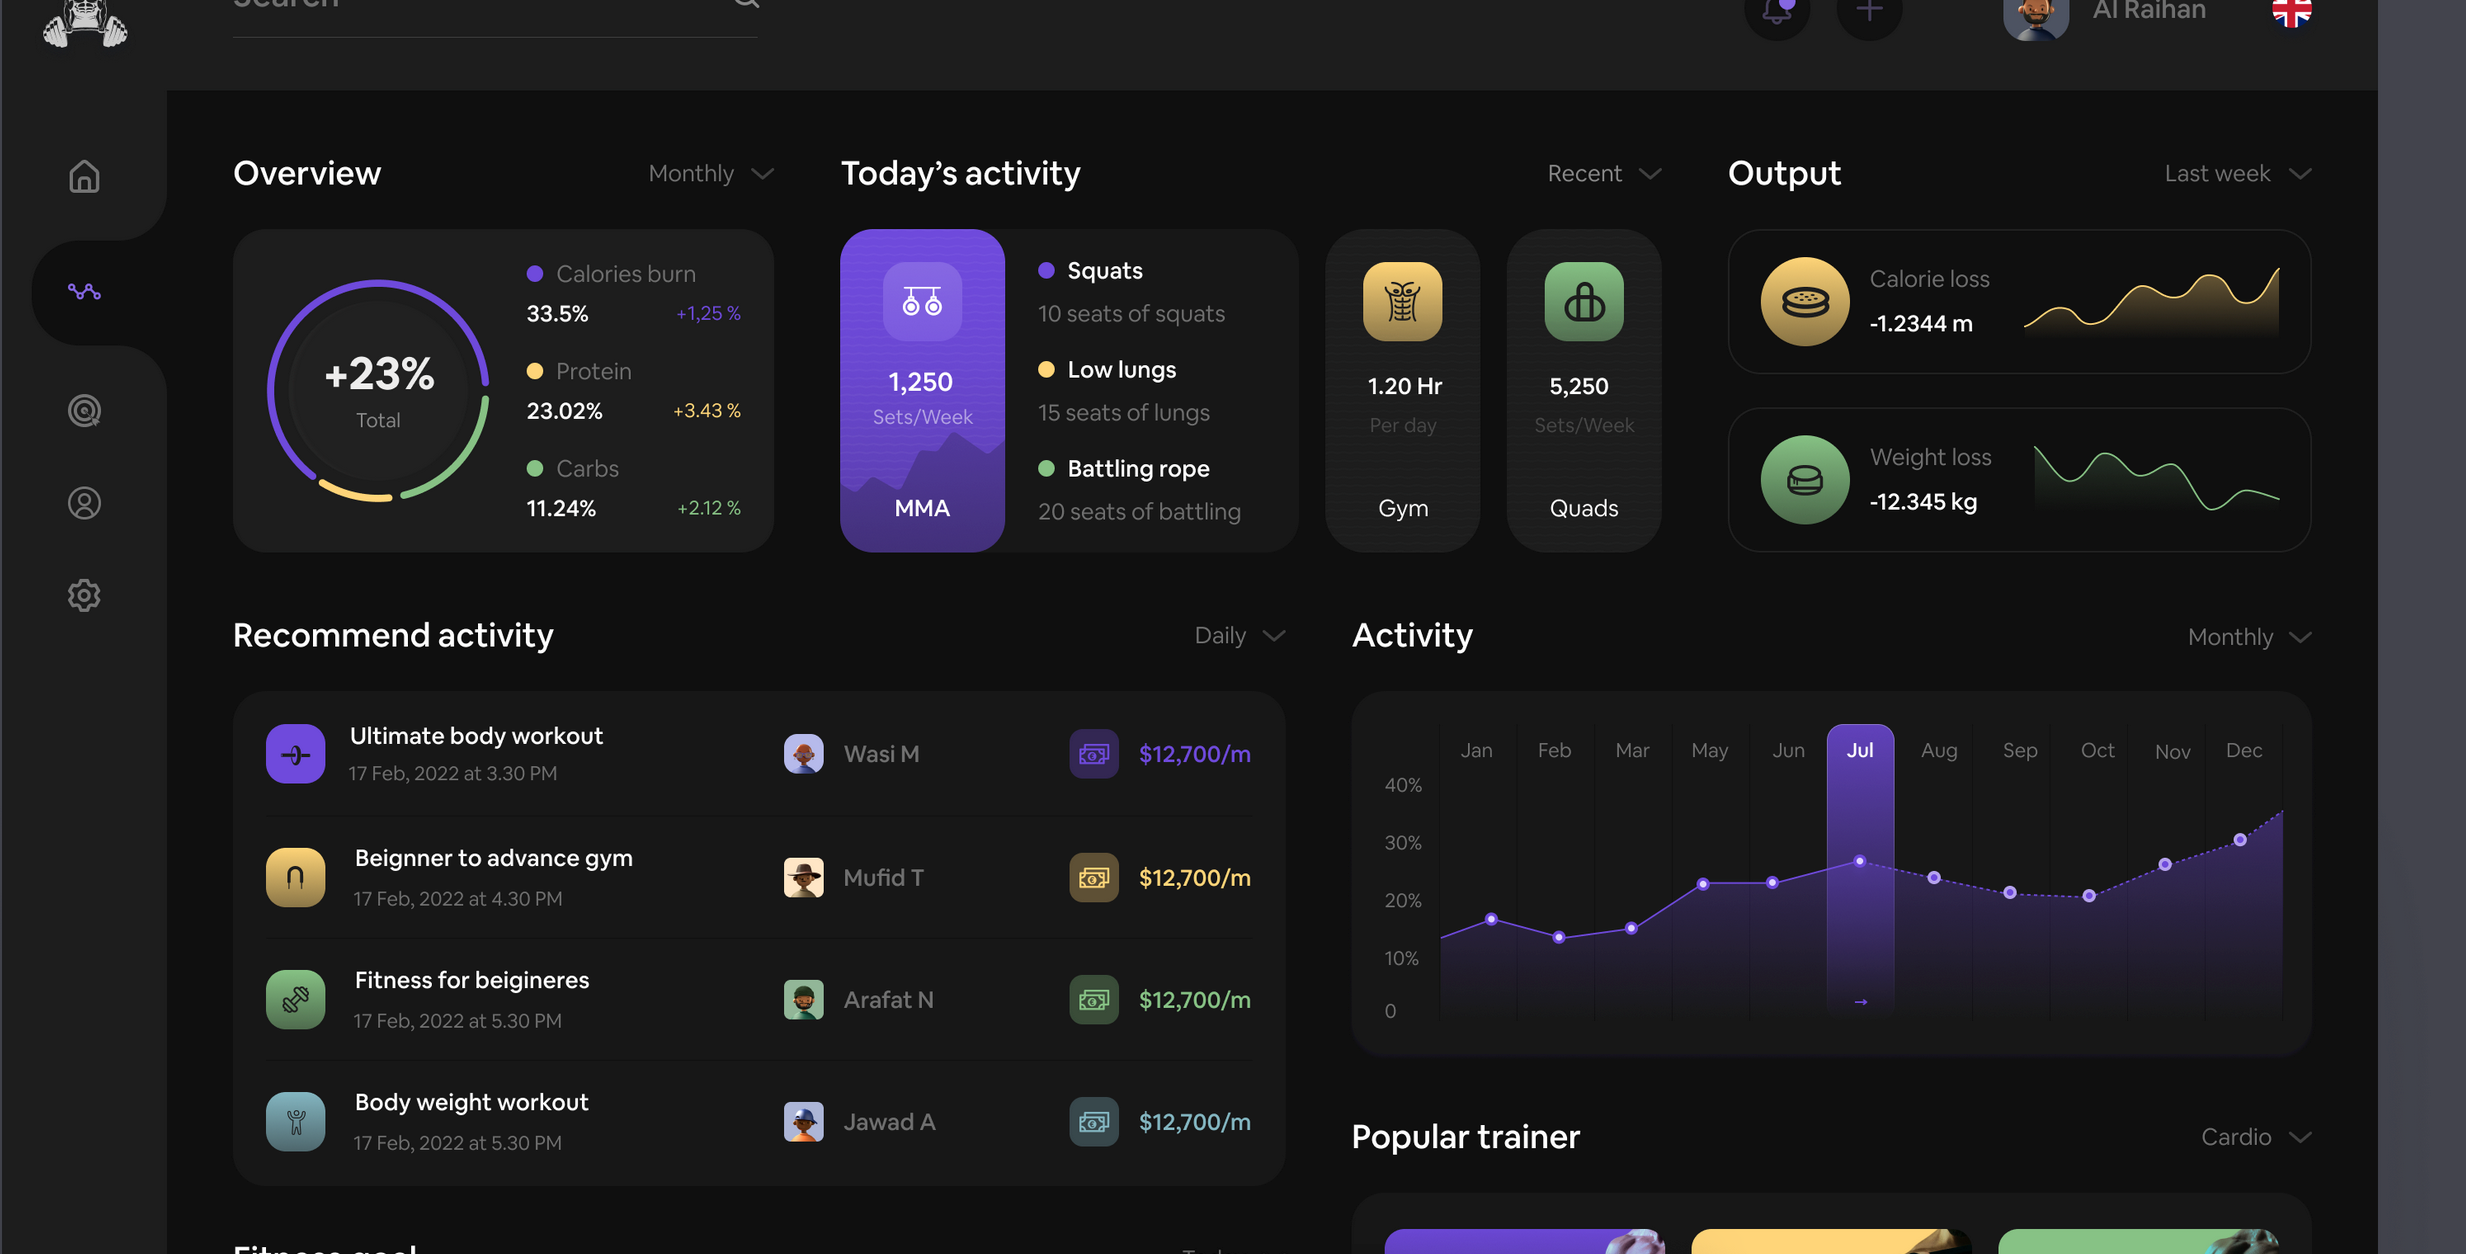 Search
Al Raihan
Overview
Monthly
+23%
Total
Calories burn
33.5%
+1,25 %
Protein
23.02%
+3.43 %
Carbs
11.24%
+2.12 %
Today’s activity
Recent
1,250
Sets/Week
MMA
Squats
10 seats of squats
Low lungs
15 seats of lungs
Battling rope
20 seats of battling
1.20 Hr
Per day
Gym
5,250
Sets/Week
Quads
Output
Last week
Calorie loss
-1.2344 m
Weight loss
-12.345 kg
Recommend activity
Daily
Ultimate body workout
17 Feb, 2022 at 3.30 PM
Wasi M
$12,700/m
Beignner to advance gym
17 Feb, 2022 at 4.30 PM
Mufid T
$12,700/m
Fitness for beigineres
17 Feb, 2022 at 5.30 PM
Arafat N
$12,700/m
Body weight workout
17 Feb, 2022 at 5.30 PM
Jawad A
$12,700/m
Activity
Monthly
Jan Feb Mar May Jun Jul Aug Sep Oct Nov Dec
40%
30%
20%
10%
0
Popular trainer
Cardio
Fitness goal